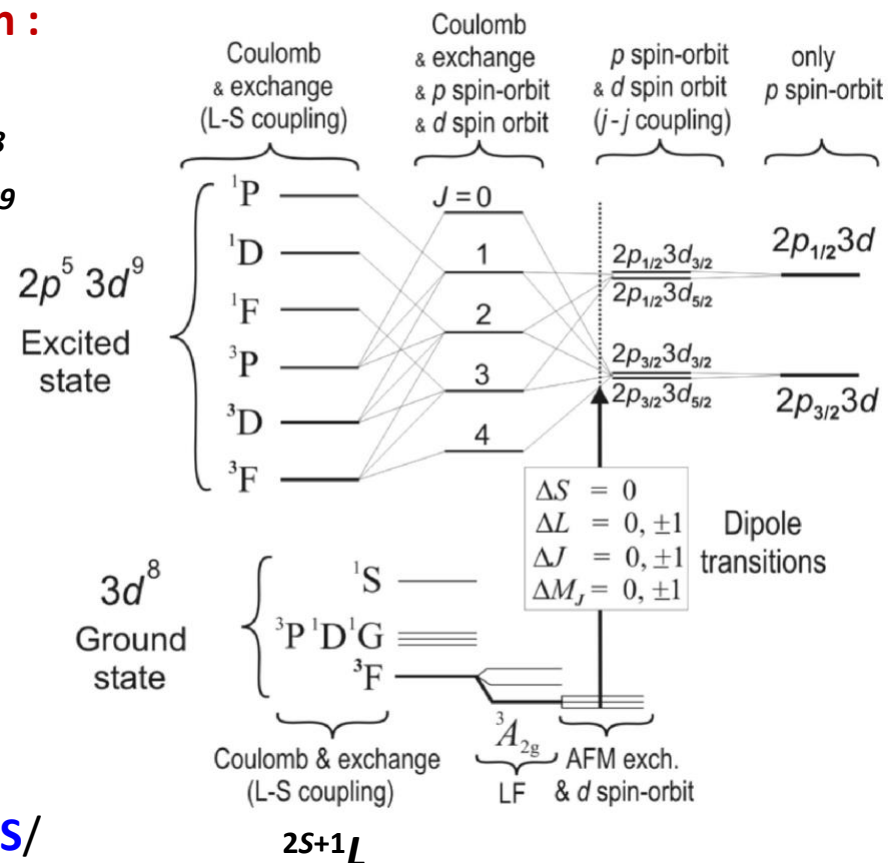 n :
3
9
Coulomb
& exchange
(L-S coupling)
Coulomb
& exchange
& p spin-orbit
& d spin orbit
p spin-orbit
& d spin orbit
(j-j coupling)
only
p spin-orbit
2p⁵ 3d⁹
Excited
state
¹P
¹D
¹F
³P
³D
³F
J = 0
1
2
3
4
2p₁/₂3d₃/₂
2p₁/₂3d₅/₂
2p₃/₂3d₃/₂
2p₃/₂3d₅/₂
2p₁/₂3d
2p₃/₂3d
ΔS = 0
ΔL = 0, ±1
ΔJ = 0, ±1
ΔM_J = 0, ±1
Dipole
transitions
3d⁸
Ground
state
¹S
³P ¹D ¹G
³F
³A₂g
Coulomb & exchange
(L-S coupling)
LF
AFM exch.
& d spin-orbit
S/
²ˢ⁺¹L